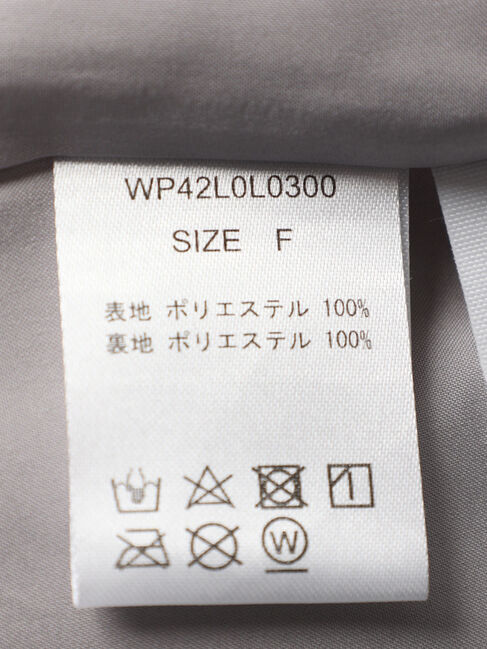 WP42L0L0300
SIZE F
表地 ポリエステル 100%
裏地 ポリエステル 100%
W